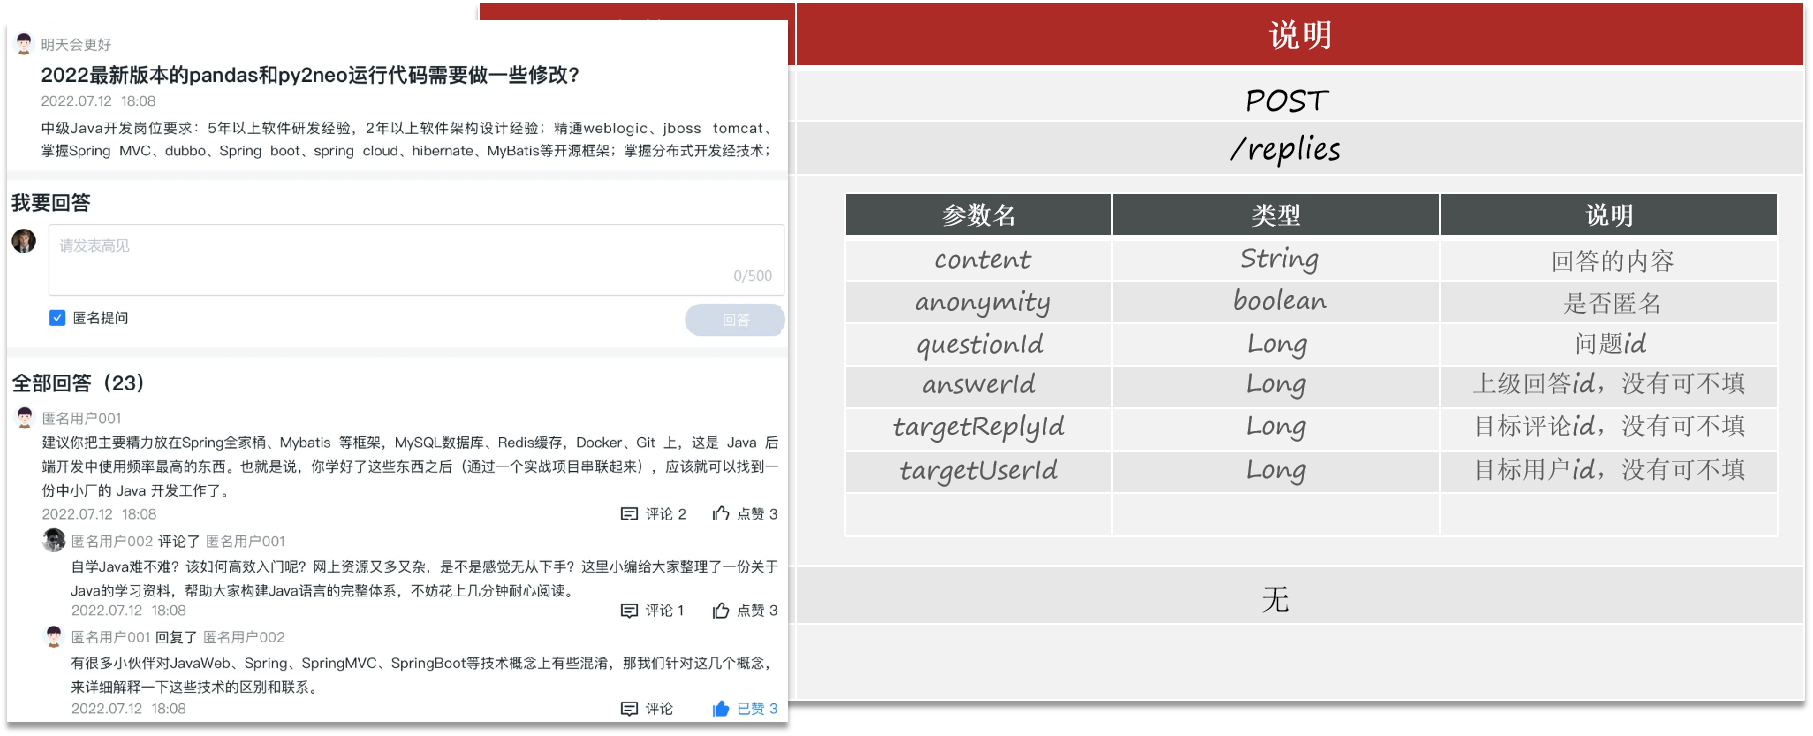 明天会更好
2022最新版本的pandas和py2neo运行代码需要做一些修改？
2022.07.12 18:08
中级Java开发岗位要求：5年以上软件研发经验，2年以上软件架构设计经验；精通weblogic、jboss tomcat、
掌握Spring MVC、dubbo、Spring boot、spring cloud、hibernate、MyBatis等开源框架；掌握分布式开发经技术；
我要回答
请发表高见
0/500
匿名提问
回答
全部回答（23）
匿名用户001
建议你把主要精力放在Spring全家桶、Mybatis 等框架，MySQL数据库、Redis缓存，Docker、Git 上，这是 Java 后
端开发中使用频率最高的东西。也就是说，你学好了这些东西之后（通过一个实战项目串联起来），应该就可以找到一
份中小厂的 Java 开发工作了。
2022.07.12 18:08 评论 2 点赞 3
匿名用户002 评论了 匿名用户001
自学Java难不难？该如何高效入门呢？网上资源又多又杂，是不是感觉无从下手？这里小编给大家整理了一份关于
Java的学习资料，帮助大家构建Java语言的完整体系，不妨花上几分钟耐心阅读。
2022.07.12 18:08 评论 1 点赞 3
匿名用户001 回复了 匿名用户002
有很多小伙伴对JavaWeb、Spring、SpringMVC、SpringBoot等技术概念上有些混淆，那我们针对这几个概念，
来详细解释一下这些技术的区别和联系。
2022.07.12 18:08 评论 已赞 3
说明
POST
/replies
参数名 类型 说明
content String 回答的内容
anonymity boolean 是否匿名
questionId Long 问题id
answerId Long 上级回答id，没有可不填
targetReplyId Long 目标评论id，没有可不填
targetUserId Long 目标用户id，没有可不填
无